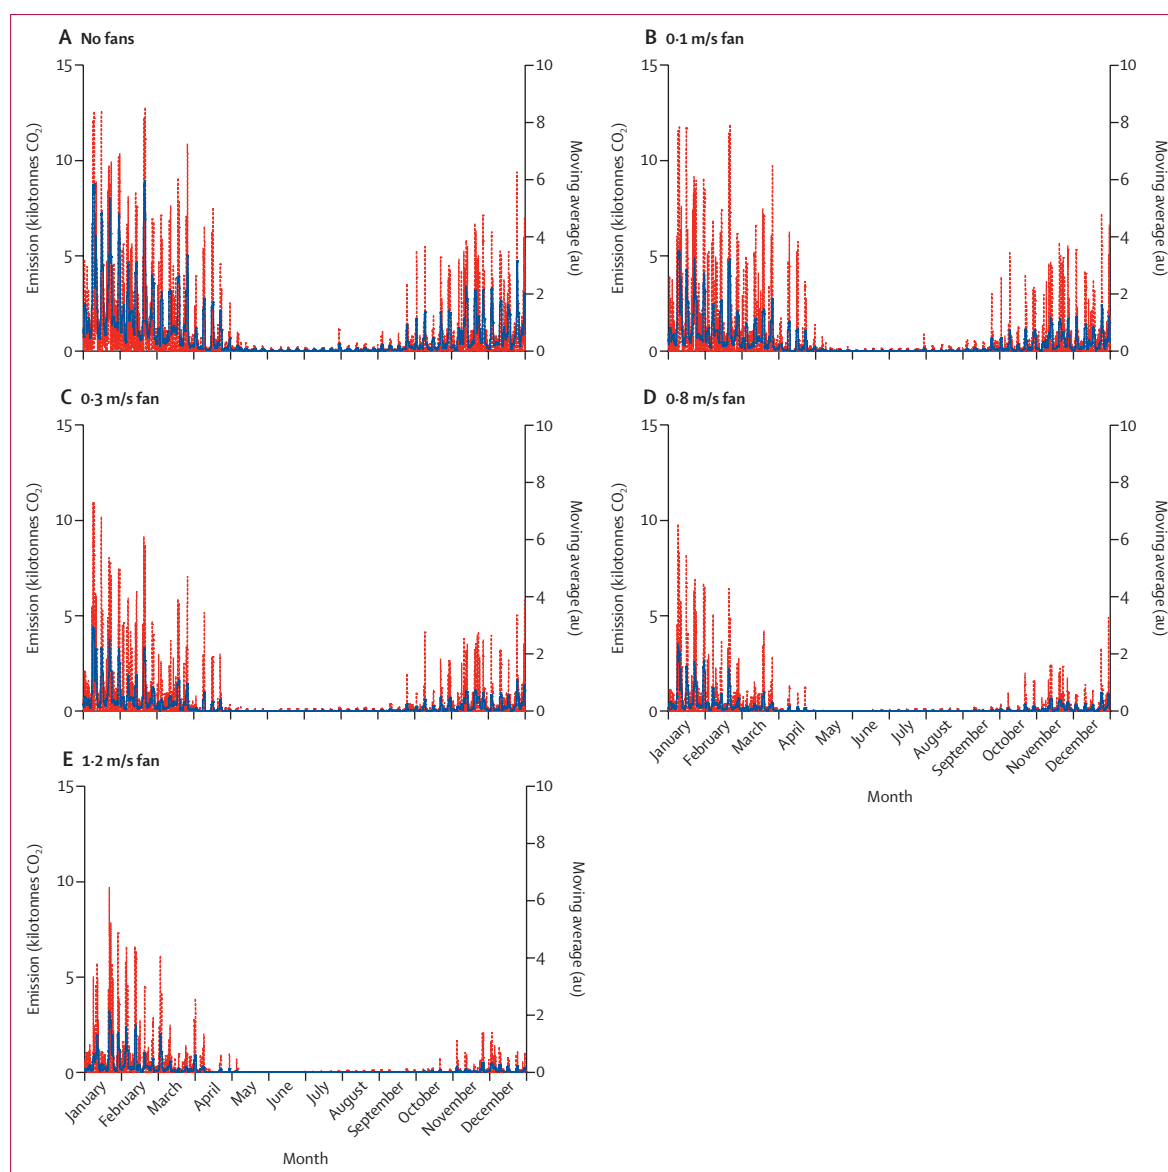 A No fans
15
10
5
0
Emission (kilotonnes CO₂)
10
8
6
4
2
0
Moving average (au)
B 0·1 m/s fan
15
10
5
0
Emission (kilotonnes CO₂)
10
8
6
4
2
0
Moving average (au)
C 0·3 m/s fan
15
10
5
0
Emission (kilotonnes CO₂)
10
8
6
4
2
0
Moving average (au)
D 0·8 m/s fan
15
10
5
0
Emission (kilotonnes CO₂)
10
8
6
4
2
0
Moving average (au)
January
February
March
April
May
June
July
August
September
October
November
December
Month
E 1·2 m/s fan
15
10
5
0
Emission (kilotonnes CO₂)
10
8
6
4
2
0
Moving average (au)
January
February
March
April
May
June
July
August
September
October
November
December
Month